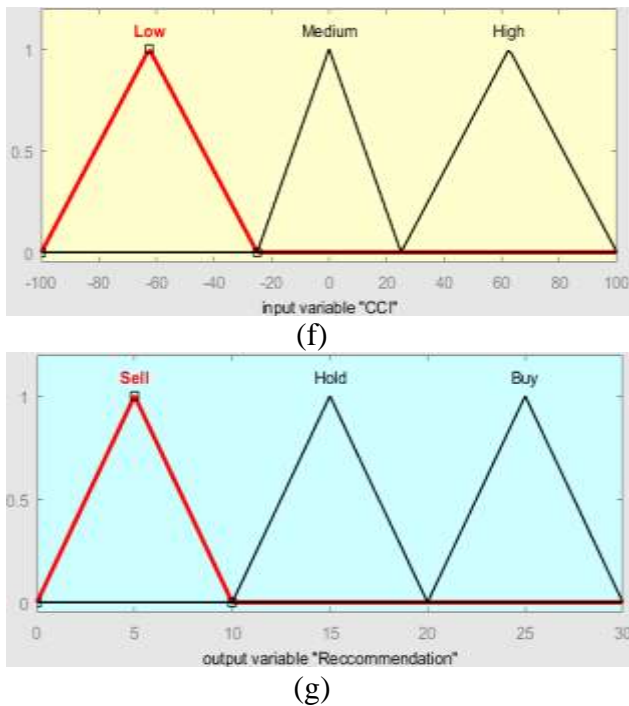 Low Medium High
1
0.5
0
-100 -80 -60 -40 -20 0 20 40 60 80 100
input variable "CCI"
(f)
Sell Hold Buy
1
0.5
0
0 5 10 15 20 25 30
output variable "Reccommendation"
(g)